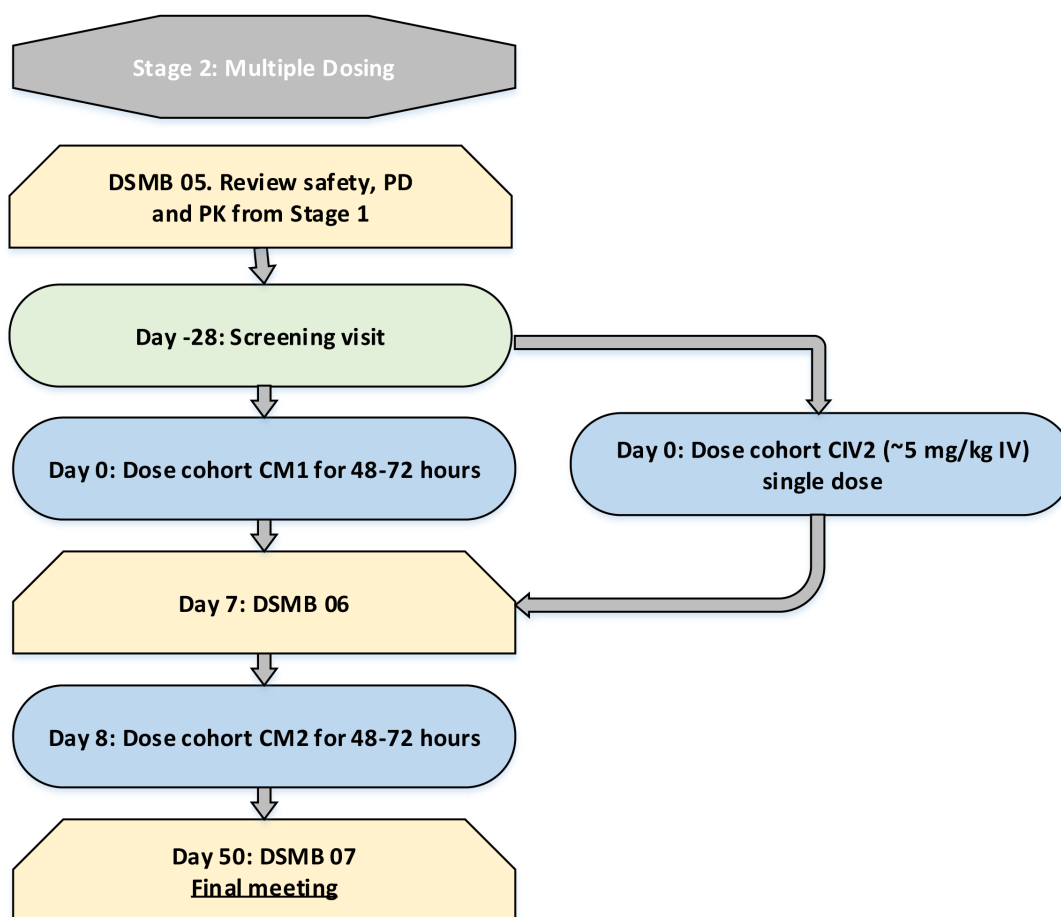 Stage 2: Multiple Dosing
DSMB 05. Review safety, PD
and PK from Stage 1
Day -28: Screening visit
Day 0: Dose cohort CM1 for 48-72 hours
Day 0: Dose cohort CIV2 (~5 mg/kg IV)
single dose
Day 7: DSMB 06
Day 8: Dose cohort CM2 for 48-72 hours
Day 50: DSMB 07
Final meeting